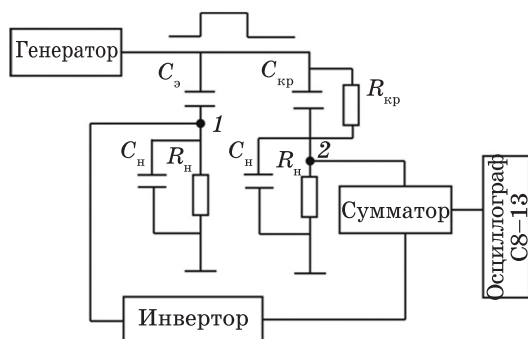 Генератор
Cэ
Cкр
Rкр
1
Cн
Rн
Cн
Rн
2
Сумматор
Осциллограф
С8–13
Инвертор